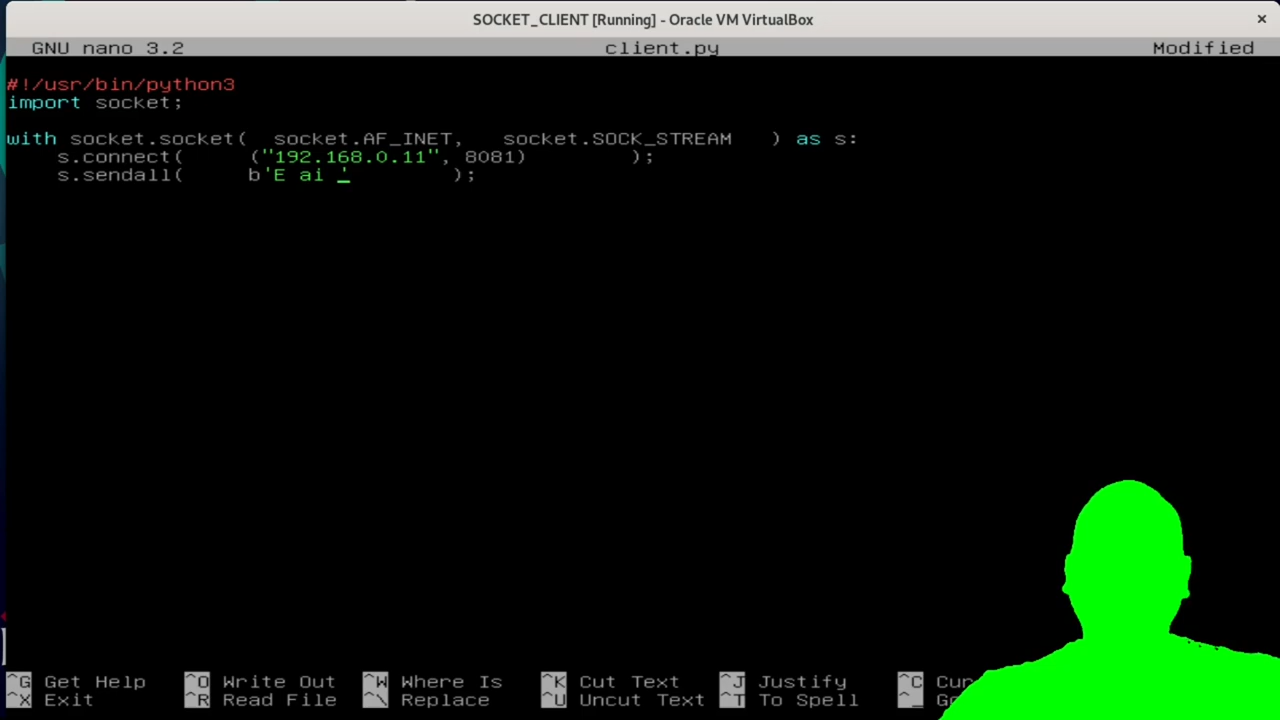 SOCKET_CLIENT [Running] - Oracle VM VirtualBox ×
GNU nano 3.2 client.py Modified
#!/usr/bin/python3
import socket;
with socket.socket( socket.AF_INET, socket.SOCK_STREAM ) as s:
s.connect( ("192.168.0.11", 8081) );
s.sendall( b'E ai ' );
^G Get Help ^O Write Out ^W Where Is ^K Cut Text ^J Justify ^C
^X Exit ^R Read File ^\ Replace ^U Uncut Text ^T To Spell ^_